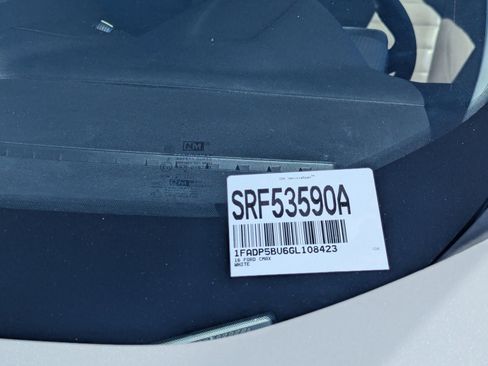 SRF53590A
1FADP5BU6GL108423
16 FORD CMAX
WHITE